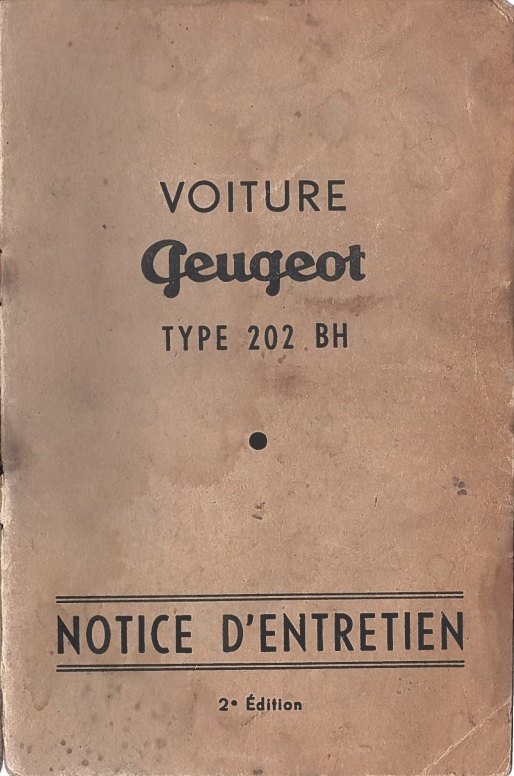 VOITURE
Peugeot
TYPE 202 BH
NOTICE D'ENTRETIEN
2e Édition